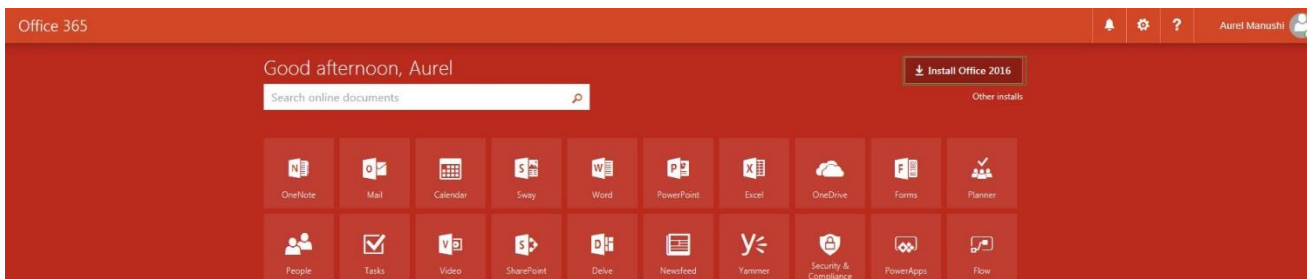 Office 365
? Aurel Manushi
Good afternoon, Aurel
Install Office 2016
Search online documents
Other installs
OneNote Mail Calendar Sway Word PowerPoint Excel OneDrive Forms Planner
People Tasks Video SharePoint Delve Newsfeed Yammer Security & Compliance PowerApps Flow